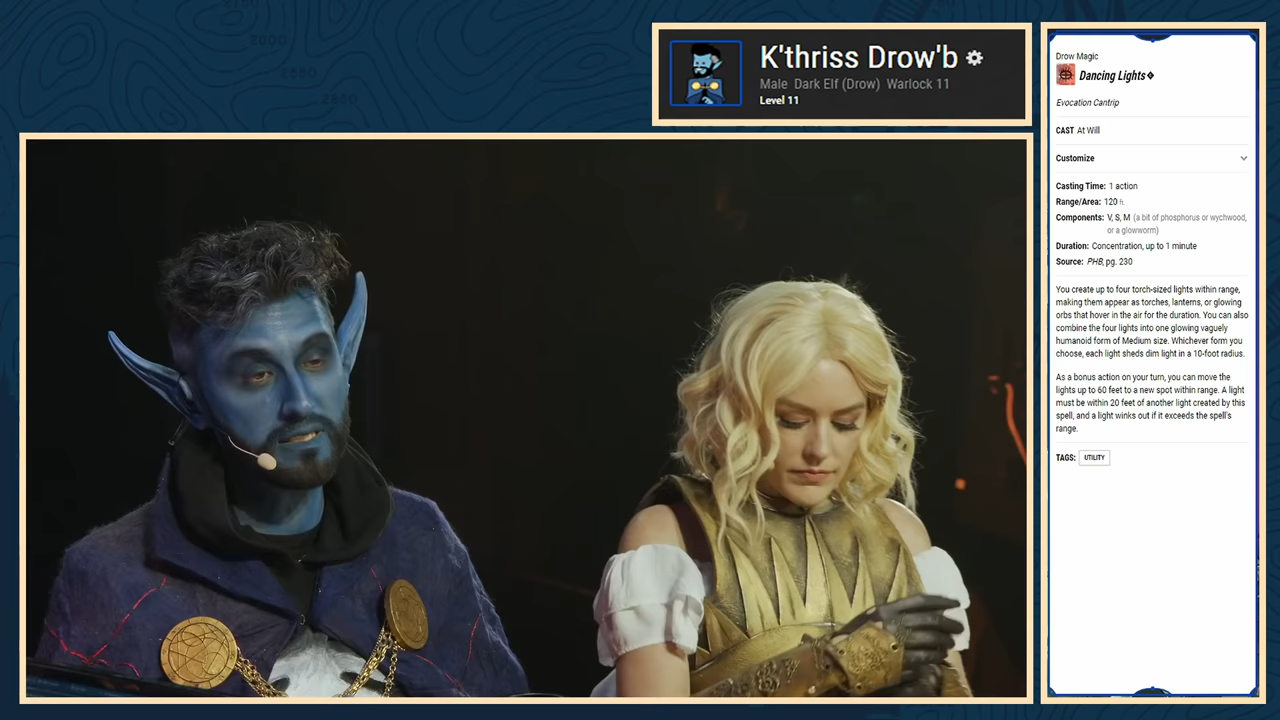 K'thriss Drow'b
Male Dark Elf (Drow) Warlock 11
Level 11
Drow Magic
Dancing Lights
Evocation Cantrip
CAST At Will
Customize
Casting Time: 1 action
Range/Area: 120 ft.
Components: V, S, M (a bit of phosphorus or wychwood,
or a glowworm)
Duration: Concentration, up to 1 minute
Source: PHB, pg. 230
You create up to four torch-sized lights within range,
making them appear as torches, lanterns, or glowing
orbs that hover in the air for the duration. You can also
combine the four lights into one glowing vaguely
humanoid form of Medium size. Whichever form you
choose, each light sheds dim light in a 10-foot radius.
As a bonus action on your turn, you can move the
lights up to 60 feet to a new spot within range. A light
must be within 20 feet of another light created by this
spell, and a light winks out if it exceeds the spell's
range.
TAGS: UTILITY